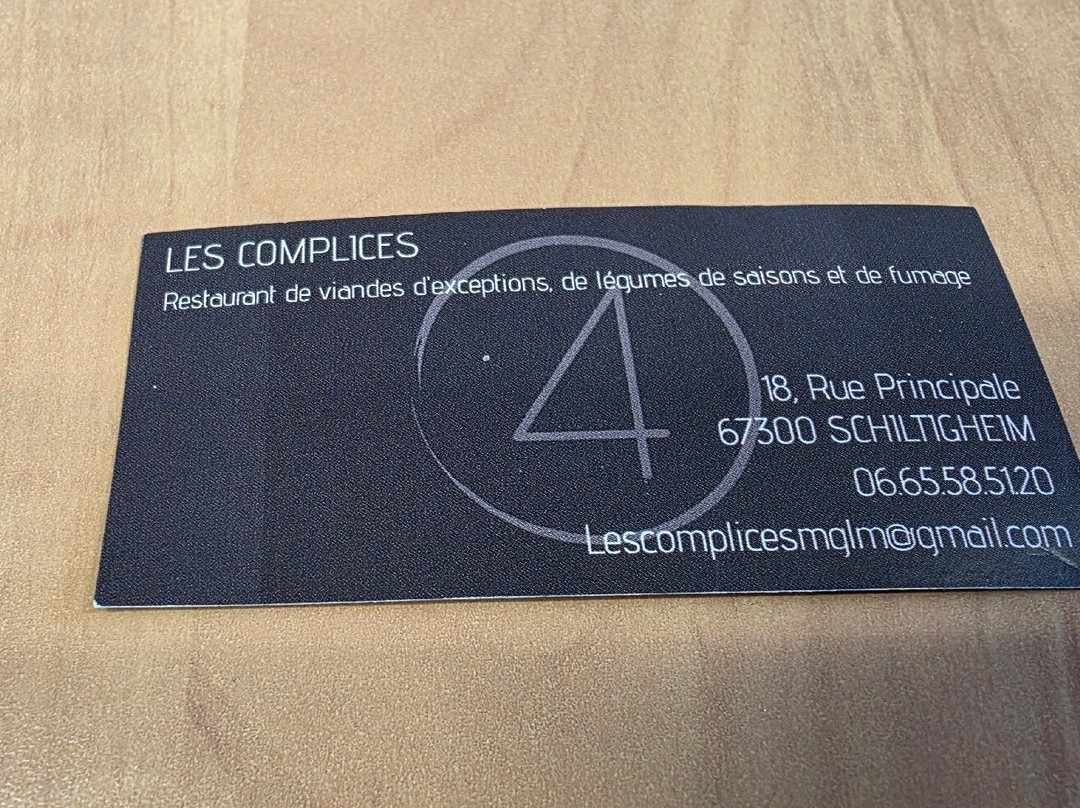 LES COMPLICES
Restaurant de viandes d'exceptions, de légumes de saisons et de fumage
4
18, Rue Principale
67300 SCHILTIGHEIM
06.65.58.51.20
Lescomplicesmglm@gmail.com